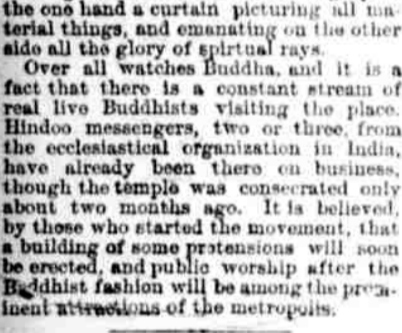 the one hand a curtain picturing all ma-
terial things, and emanating on the other
side all the glory of spirtual rays.
Over all watches Buddha, and it is a
fact that there is a constant stream of
real live Buddhists visiting the place.
Hindoo messengers, two or three, from
the ecclesiastical organization in India,
have already been there on business,
though the temple was consecrated only
about two months ago. It is believed,
by those who started the movement, that
a building of some pretensions will soon
be erected, and public worship after the
Buddhist fashion will be among the prom-
inent attractions of the metropolis.